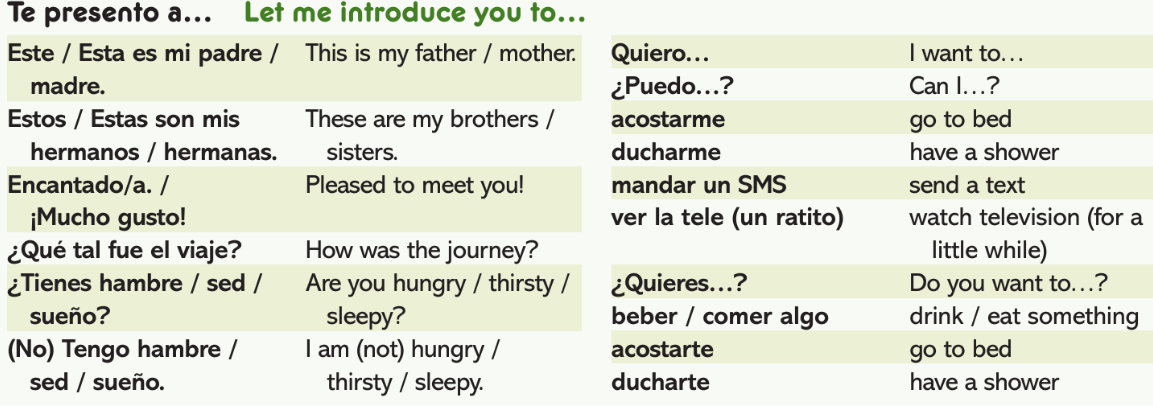 Te presento a… Let me introduce you to…
Este / Esta es mi padre / This is my father / mother.
madre.
Estos / Estas son mis These are my brothers /
hermanos / hermanas. sisters.
Encantado/a. / Pleased to meet you!
¡Mucho gusto!
¿Qué tal fue el viaje? How was the journey?
¿Tienes hambre / sed / Are you hungry / thirsty /
sueño? sleepy?
(No) Tengo hambre / I am (not) hungry /
sed / sueño. thirsty / sleepy.
Quiero… I want to…
¿Puedo…? Can I…?
acostarme go to bed
ducharme have a shower
mandar un SMS send a text
ver la tele (un ratito) watch television (for a
little while)
¿Quieres…? Do you want to…?
beber / comer algo drink / eat something
acostarte go to bed
ducharte have a shower